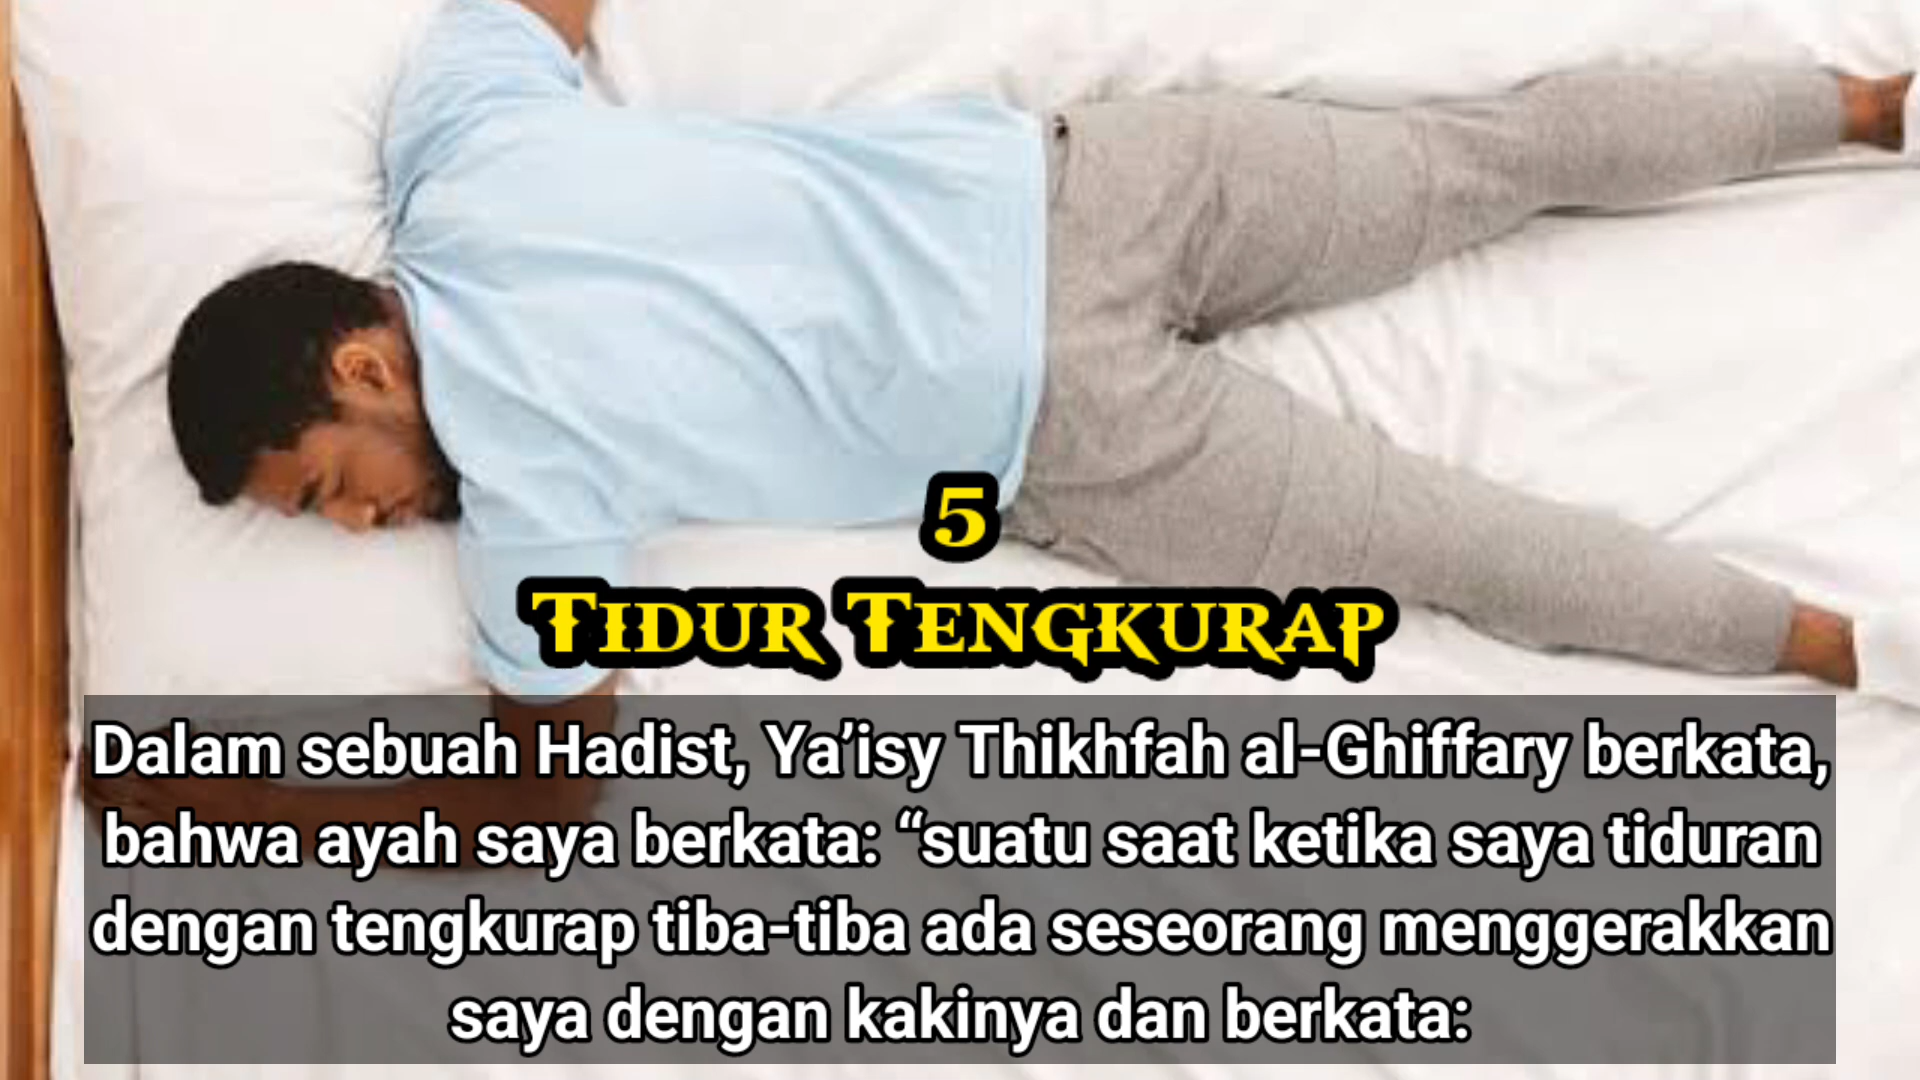 5
Tidur Tengkurap
Dalam sebuah Hadist, Ya’isy Thikhfah al-Ghiffary berkata,
bahwa ayah saya berkata: “suatu saat ketika saya tiduran
dengan tengkurap tiba-tiba ada seseorang menggerakkan
saya dengan kakinya dan berkata: